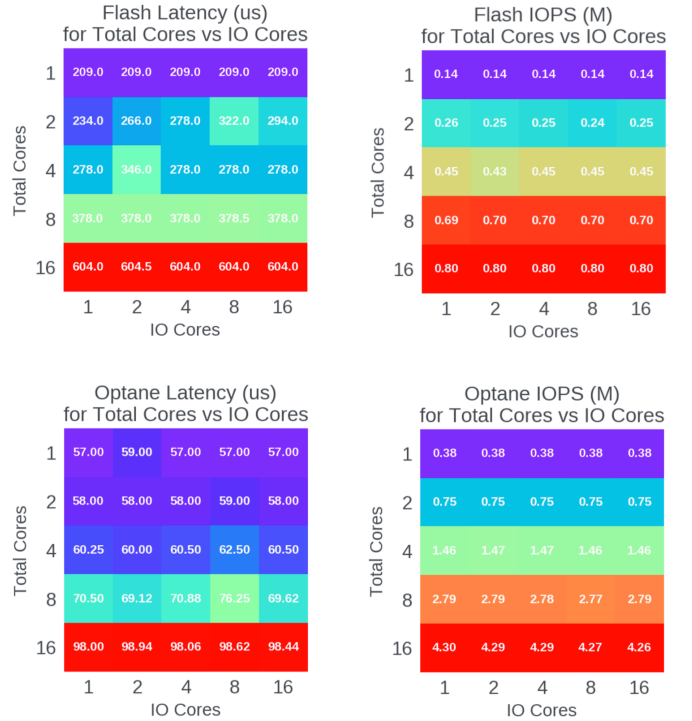 Flash Latency (us)
for Total Cores vs IO Cores
Total Cores
1 209.0 209.0 209.0 209.0 209.0
2 234.0 266.0 278.0 322.0 294.0
4 278.0 346.0 278.0 278.0 278.0
8 378.0 378.0 378.0 378.5 378.0
16 604.0 604.5 604.0 604.0 604.0
1 2 4 8 16
IO Cores
Flash IOPS (M)
for Total Cores vs IO Cores
Total Cores
1 0.14 0.14 0.14 0.14 0.14
2 0.26 0.25 0.25 0.24 0.25
4 0.45 0.43 0.45 0.45 0.45
8 0.69 0.70 0.70 0.70 0.70
16 0.80 0.80 0.80 0.80 0.80
1 2 4 8 16
IO Cores
Optane Latency (us)
for Total Cores vs IO Cores
Total Cores
1 57.00 59.00 57.00 57.00 57.00
2 58.00 58.00 58.00 59.00 58.00
4 60.25 60.00 60.50 62.50 60.50
8 70.50 69.12 70.88 76.25 69.62
16 98.00 98.94 98.06 98.62 98.44
1 2 4 8 16
IO Cores
Optane IOPS (M)
for Total Cores vs IO Cores
Total Cores
1 0.38 0.38 0.38 0.38 0.38
2 0.75 0.75 0.75 0.75 0.75
4 1.46 1.47 1.47 1.46 1.46
8 2.79 2.79 2.78 2.77 2.79
16 4.30 4.29 4.29 4.27 4.26
1 2 4 8 16
IO Cores